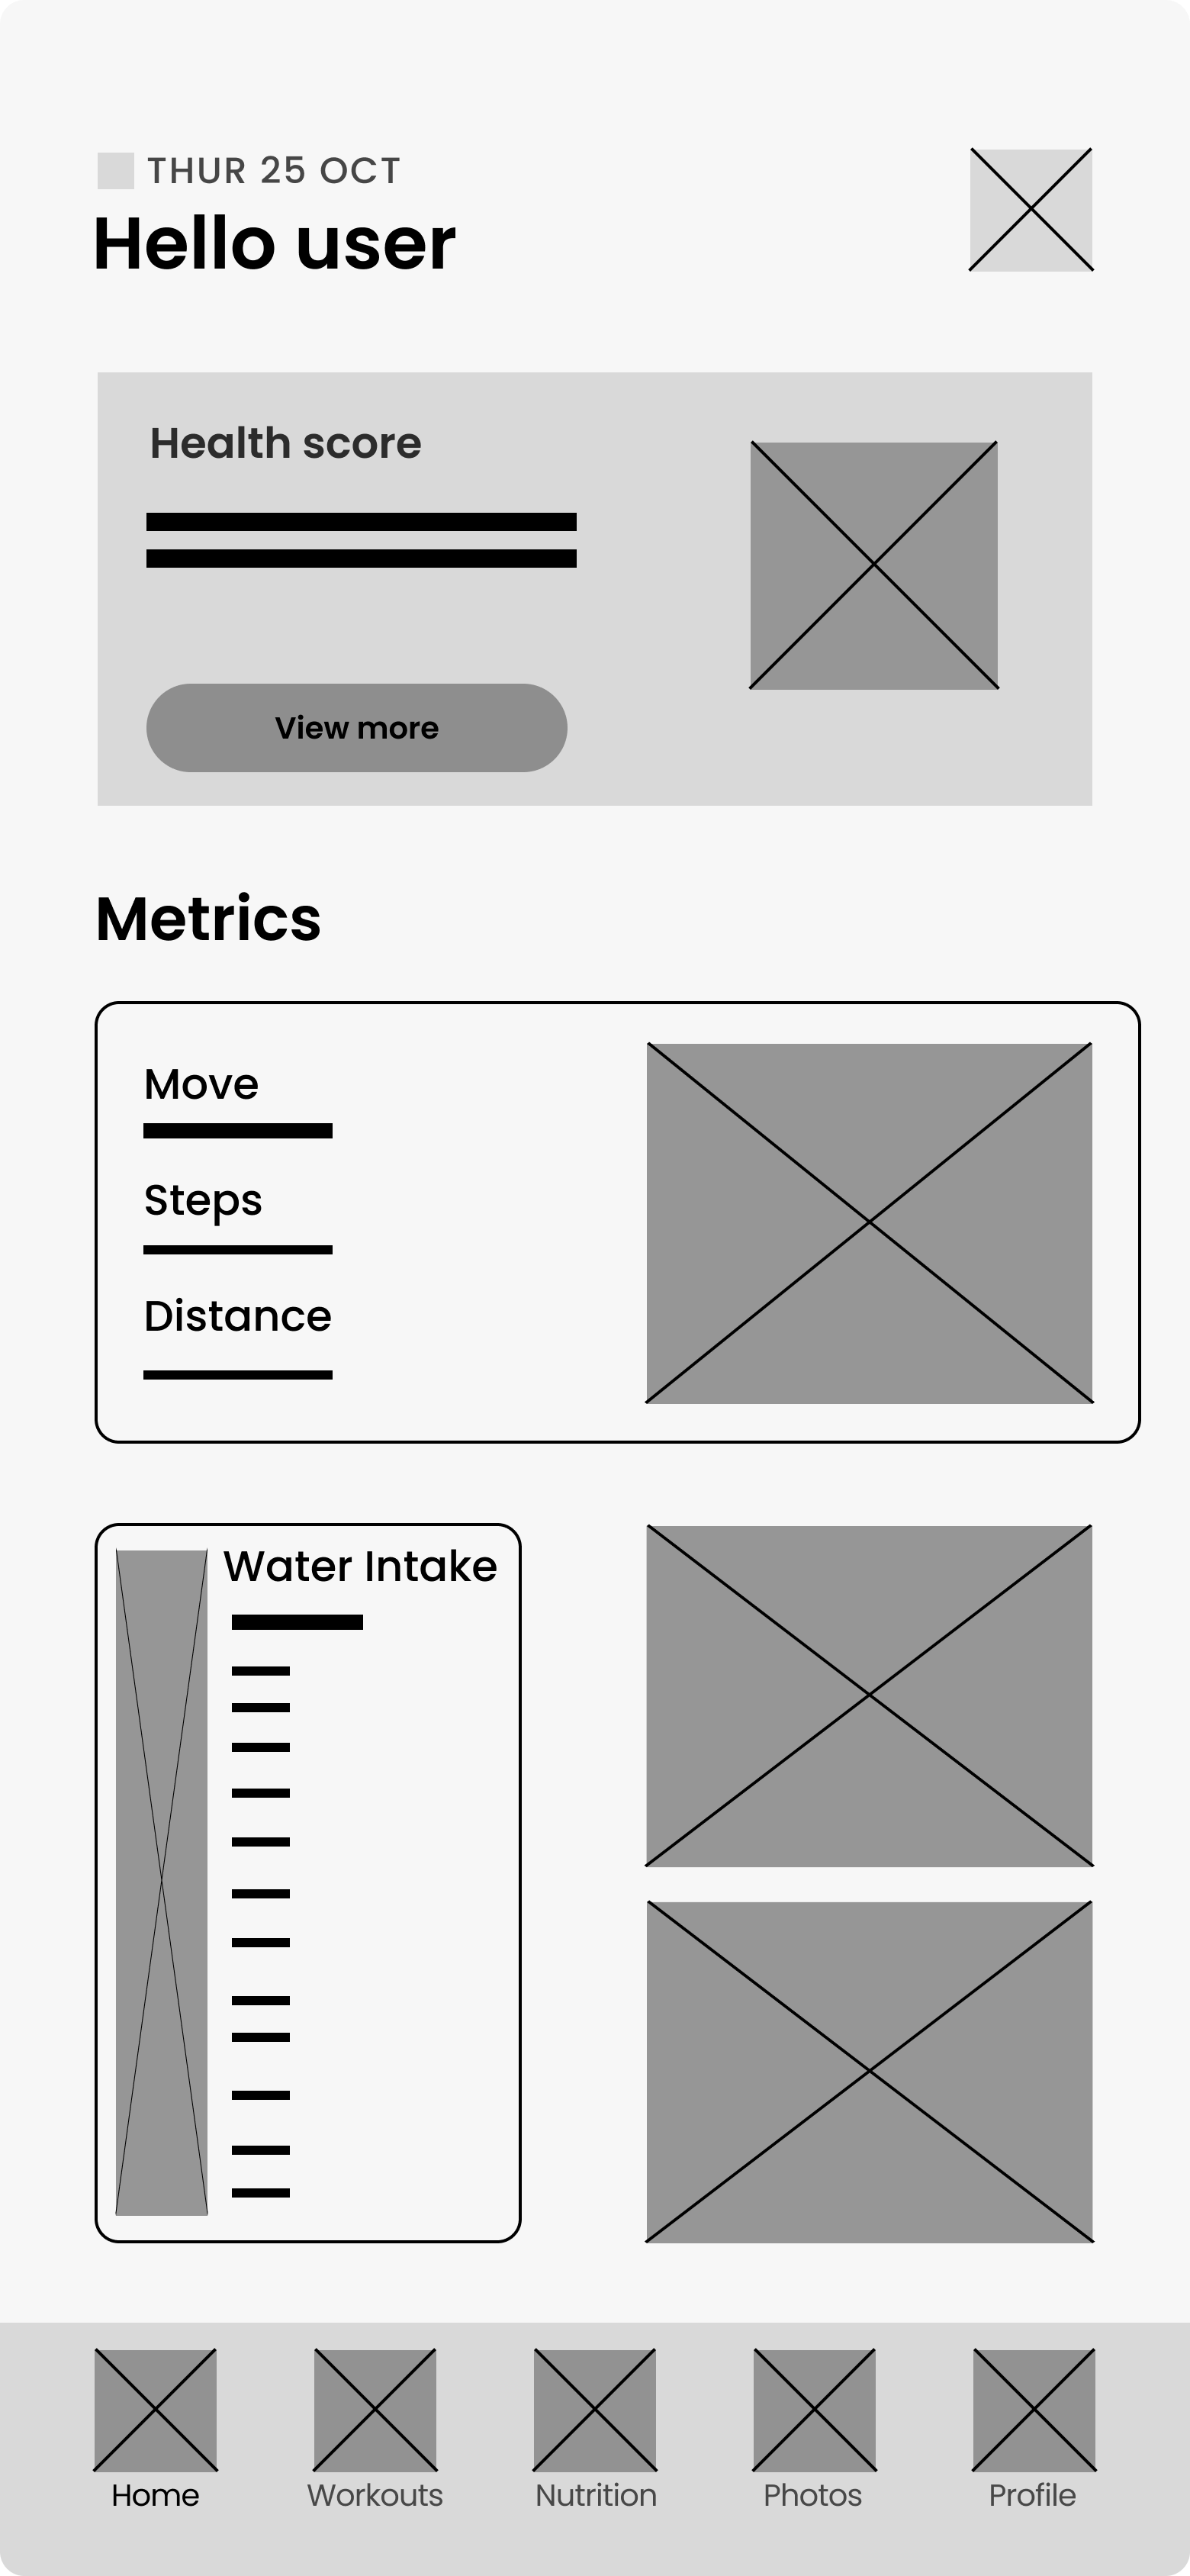 THUR 25 OCT
Hello user
Health score
View more
Metrics
Move
Steps
Distance
Water Intake
Home
Workouts
Nutrition
Photos
Profile